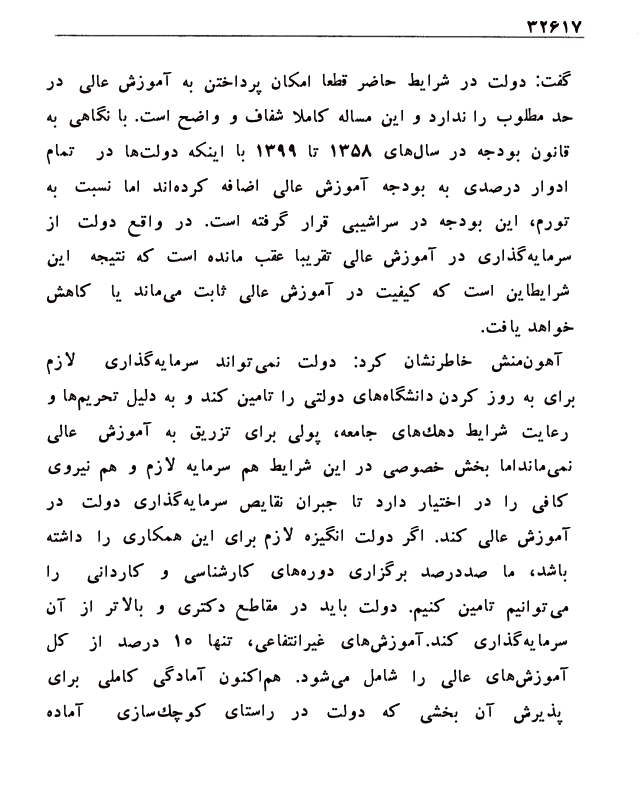 ۳۲۶۱۷
گفت: دولت در شرایط حاضر قطعا امکان پرداختن به آموزش عالی در
حد مطلوب را ندارد و این مساله کاملا شفاف و واضح است. با نگاهی به
قانون بودجه در سال‌های ۱۳۵۸ تا ۱۳۹۹ با اینکه دولت‌ها در تمام
ادوار درصدی به بودجه آموزش عالی اضافه کرده‌اند اما نسبت به
تورم، این بودجه در سراشیبی قرار گرفته است. در واقع دولت از
سرمایه‌گذاری در آموزش عالی تقریبا عقب مانده است که نتیجه این
شرایطاین است که کیفیت در آموزش عالی ثابت می‌ماند یا کاهش
خواهد یافت.
آهون‌منش خاطرنشان کرد: دولت نمی‌تواند سرمایه‌گذاری لازم
برای به روز کردن دانشگاه‌های دولتی را تامین کند و به دلیل تحریم‌ها و
رعایت شرایط دهك‌های جامعه، پولی برای تزریق به آموزش عالی
نمی‌مانداما بخش خصوصی در این شرایط هم سرمایه لازم و هم نیروی
کافی را در اختیار دارد تا جبران نقایص سرمایه‌گذاری دولت در
آموزش عالی کند. اگر دولت انگیزه لازم برای این همکاری را داشته
باشد، ما صددرصد برگزاری دوره‌های کارشناسی و کاردانی را
می‌توانیم تامین کنیم. دولت باید در مقاطع دکتری و بالاتر از آن
سرمایه‌گذاری کند.آموزش‌های غیرانتفاعی، تنها ۱۵ درصد از کل
آموزش‌های عالی را شامل می‌شود. هم‌اکنون آمادگی کاملی برای
پذیرش آن بخشی که دولت در راستای کوچك‌سازی آماده